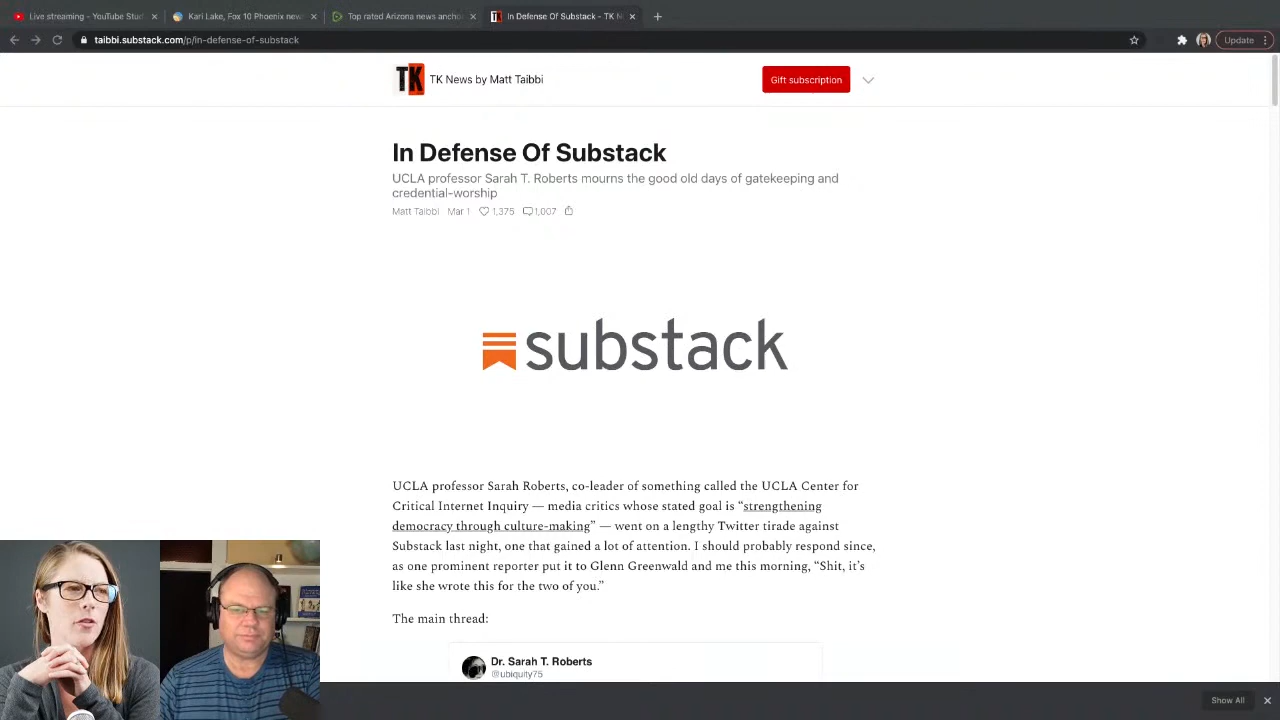 Live streaming - YouTube Stud
Kari Lake, Fox 10 Phoenix new
Top rated Arizona news ancho
In Defense Of Substack - TK N
taibbi.substack.com/p/in-defense-of-substack
Update
TK
TK News by Matt Taibbi
Gift subscription
In Defense Of Substack
UCLA professor Sarah T. Roberts mourns the good old days of gatekeeping and
credential-worship
Matt Taibbi Mar 1 1,375 1,007
substack
UCLA professor Sarah Roberts, co-leader of something called the UCLA Center for
Critical Internet Inquiry — media critics whose stated goal is “strengthening
democracy through culture-making” — went on a lengthy Twitter tirade against
Substack last night, one that gained a lot of attention. I should probably respond since,
as one prominent reporter put it to Glenn Greenwald and me this morning, “Shit, it’s
like she wrote this for the two of you.”
The main thread:
Dr. Sarah T. Roberts
@ubiquity75
Show All